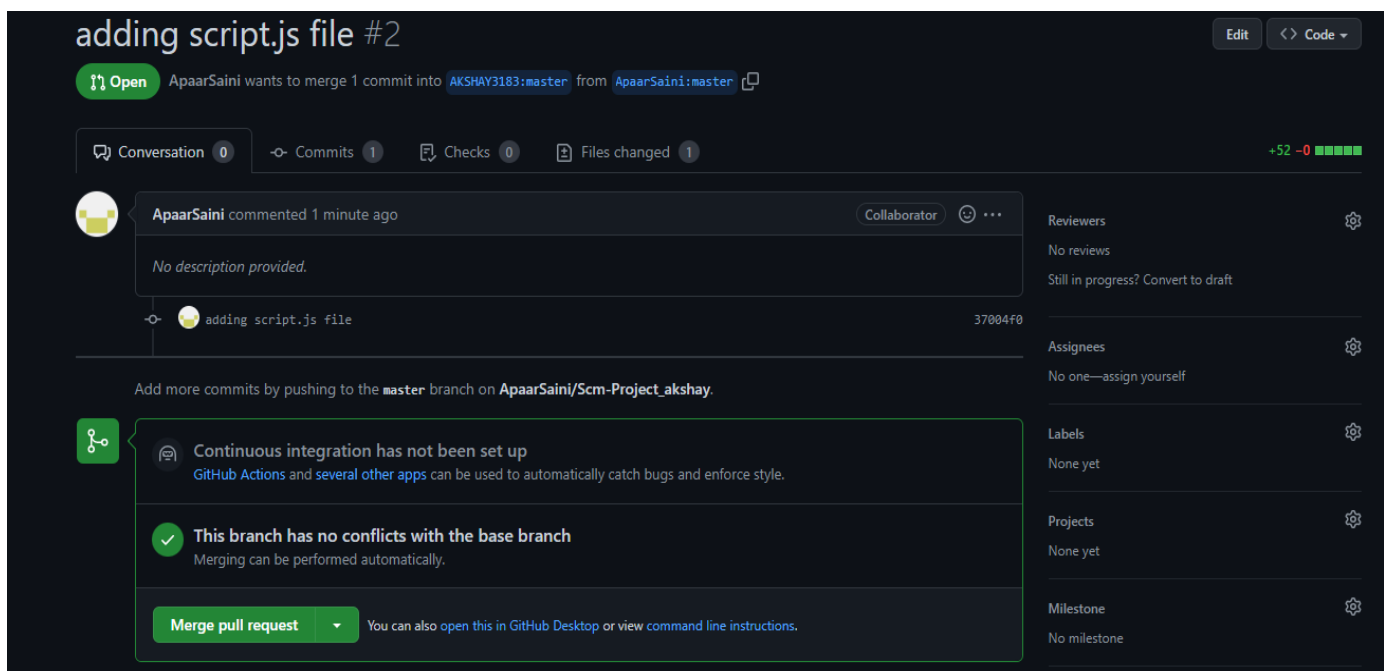 adding script.js file #2
Edit
<> Code
Open
ApaarSaini wants to merge 1 commit into AKSHAY3183:master from ApaarSaini:master
Conversation 0
Commits 1
Checks 0
Files changed 1
+52 −0
ApaarSaini commented 1 minute ago
Collaborator
No description provided.
adding script.js file
37004f0
Add more commits by pushing to the master branch on ApaarSaini/Scm-Project_akshay.
Continuous integration has not been set up
GitHub Actions and several other apps can be used to automatically catch bugs and enforce style.
This branch has no conflicts with the base branch
Merging can be performed automatically.
Merge pull request
You can also open this in GitHub Desktop or view command line instructions.
Reviewers
No reviews
Still in progress? Convert to draft
Assignees
No one—assign yourself
Labels
None yet
Projects
None yet
Milestone
No milestone